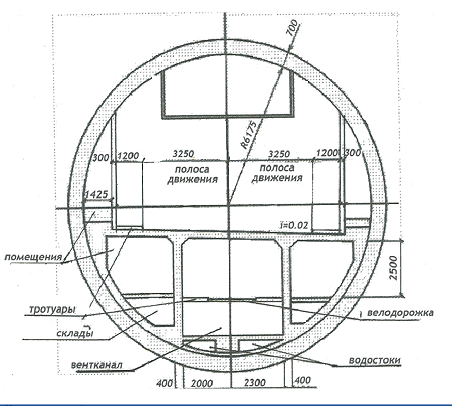 700
R6175
300 1200 3250 3250 1200 300
полоса движения
полоса движения
1425
i=0.02
помещения
2500
тротуары
велодорожка
склады
вентканал
водостоки
400 2000 2300 400